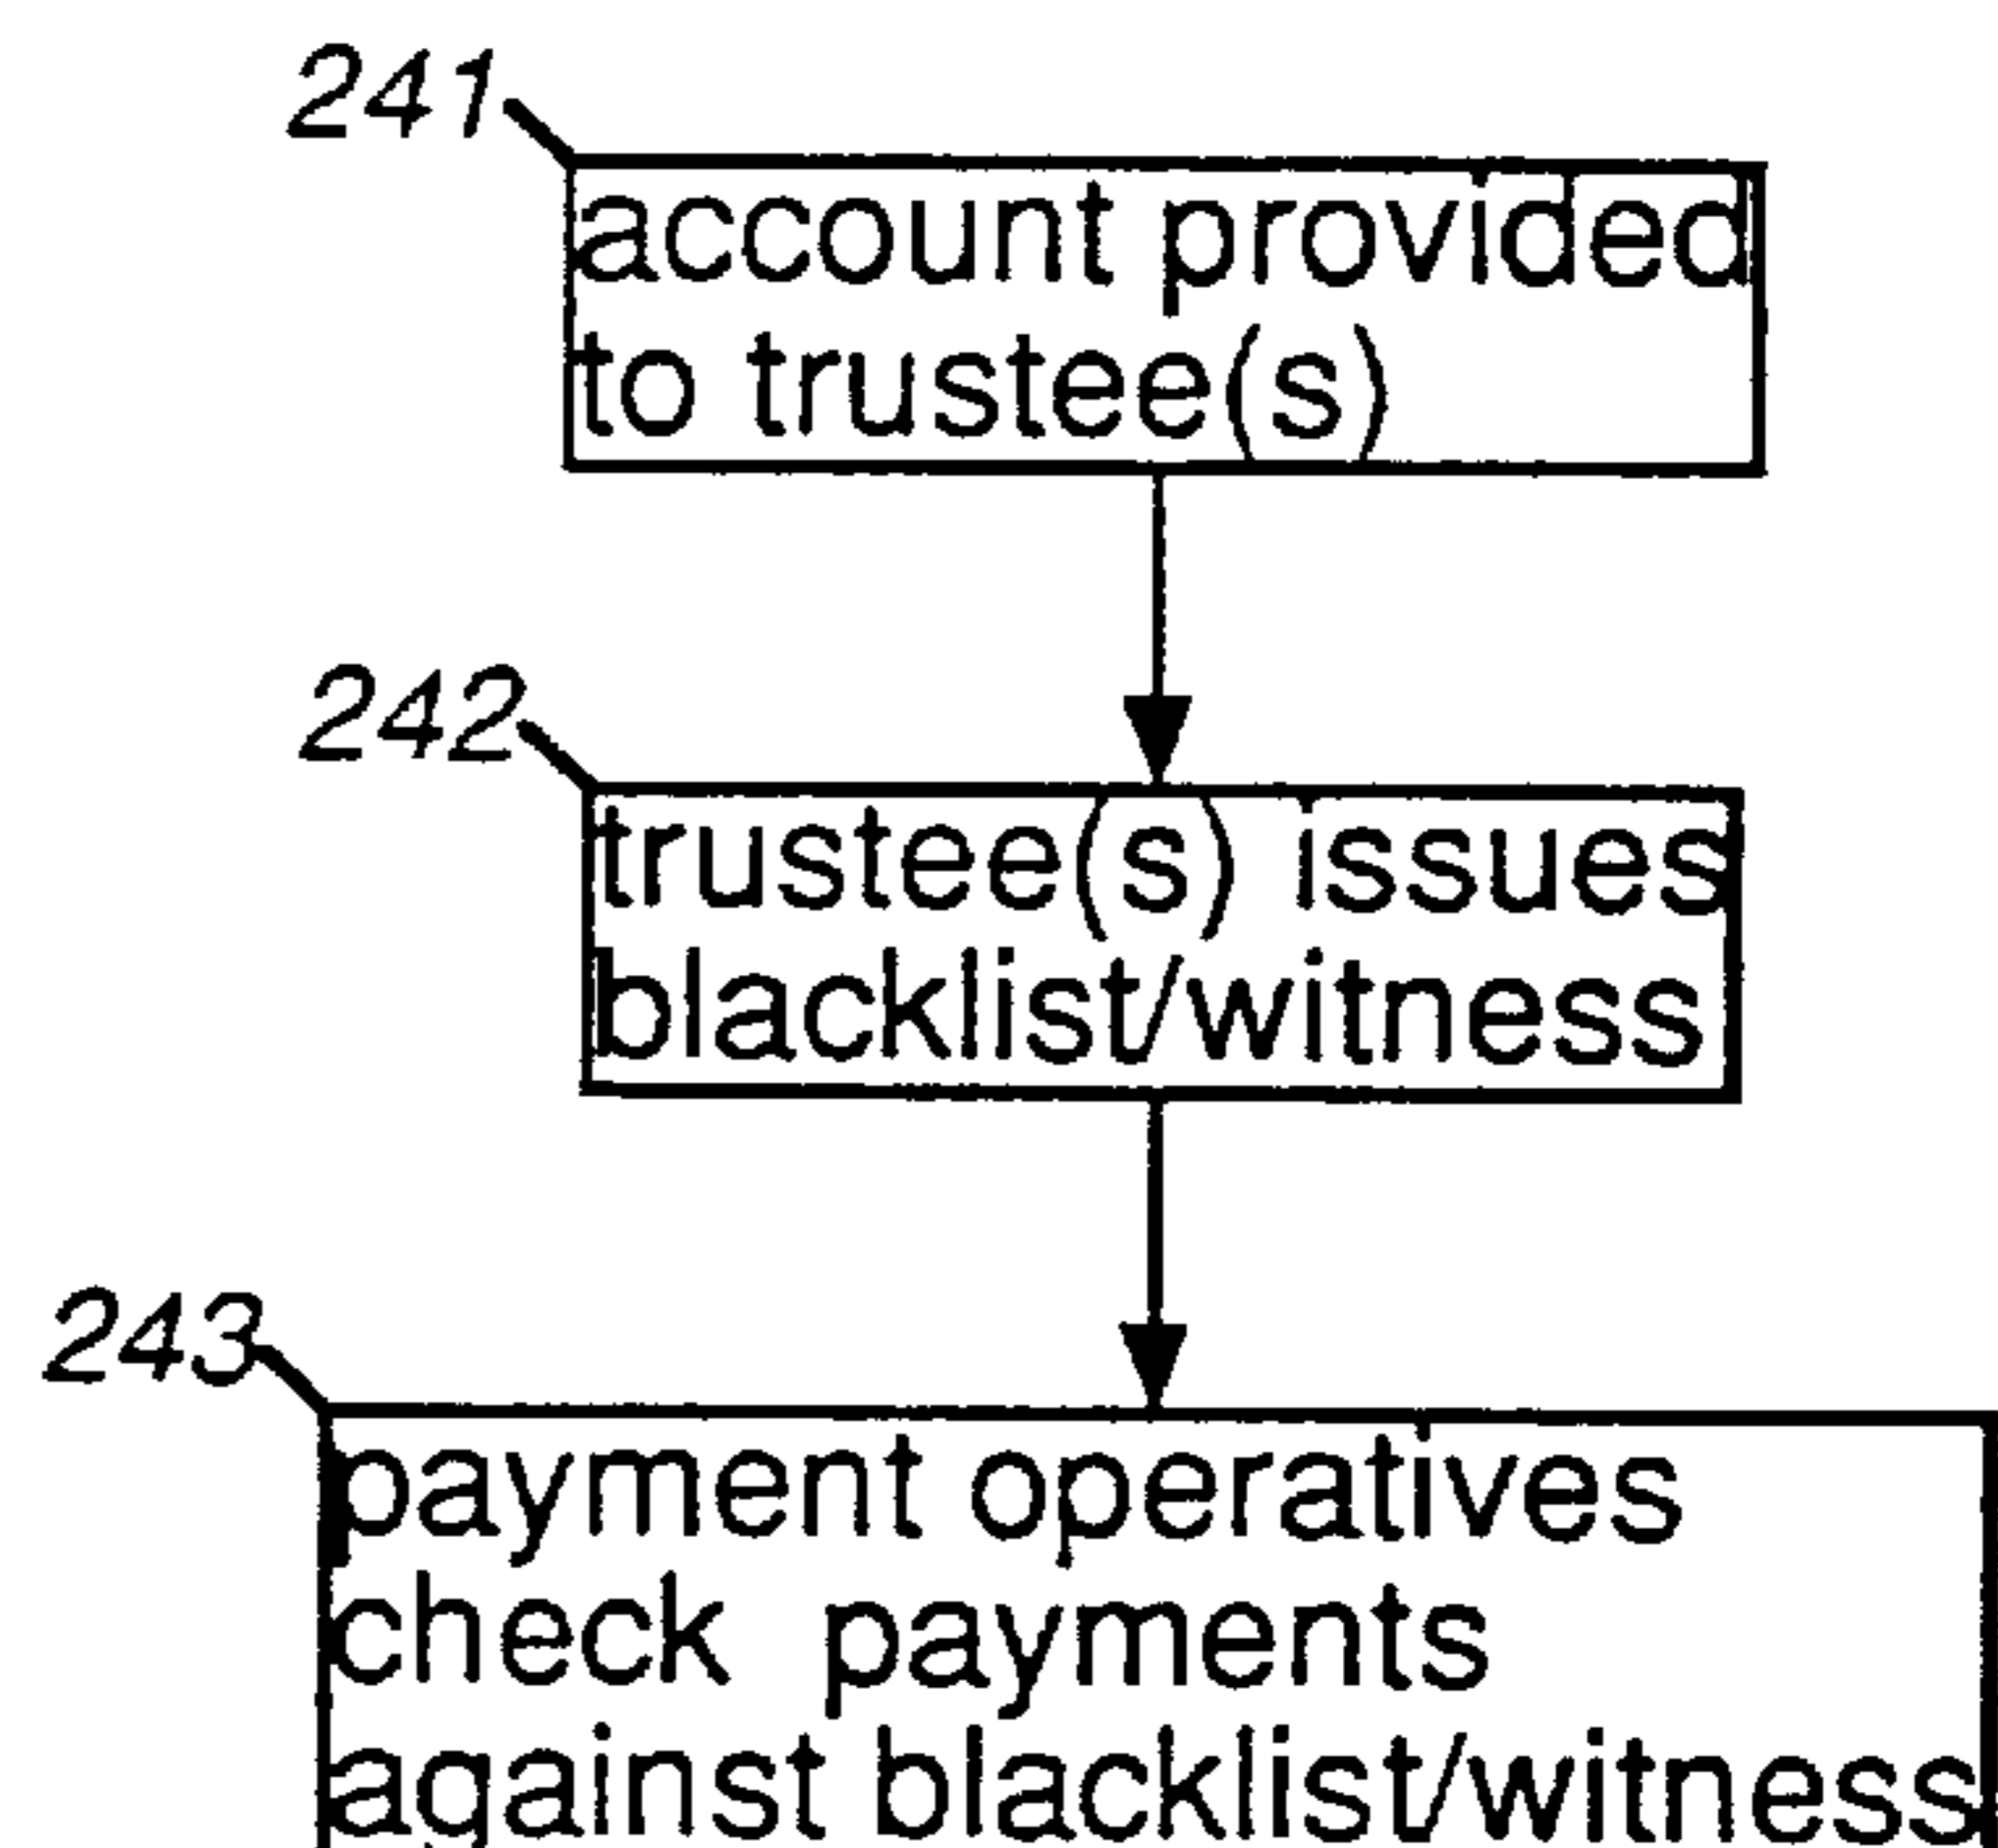 241
account provided
to trustee(s)
242
trustee(s) issues
blacklist/witness
243
payment operatives
check payments
against blacklist/witness